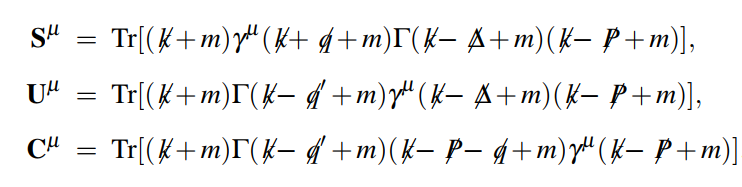 S^μ = Tr[(k̸+m)γ^μ(k̸+ q̸+m)Γ(k̸− Δ̸+m)(k̸− P̸+m)],
U^μ = Tr[(k̸+m)Γ(k̸− q̸′+m)γ^μ(k̸− Δ̸+m)(k̸− P̸+m)],
C^μ = Tr[(k̸+m)Γ(k̸− q̸′+m)(k̸− P̸− q̸+m)γ^μ(k̸− P̸+m)]